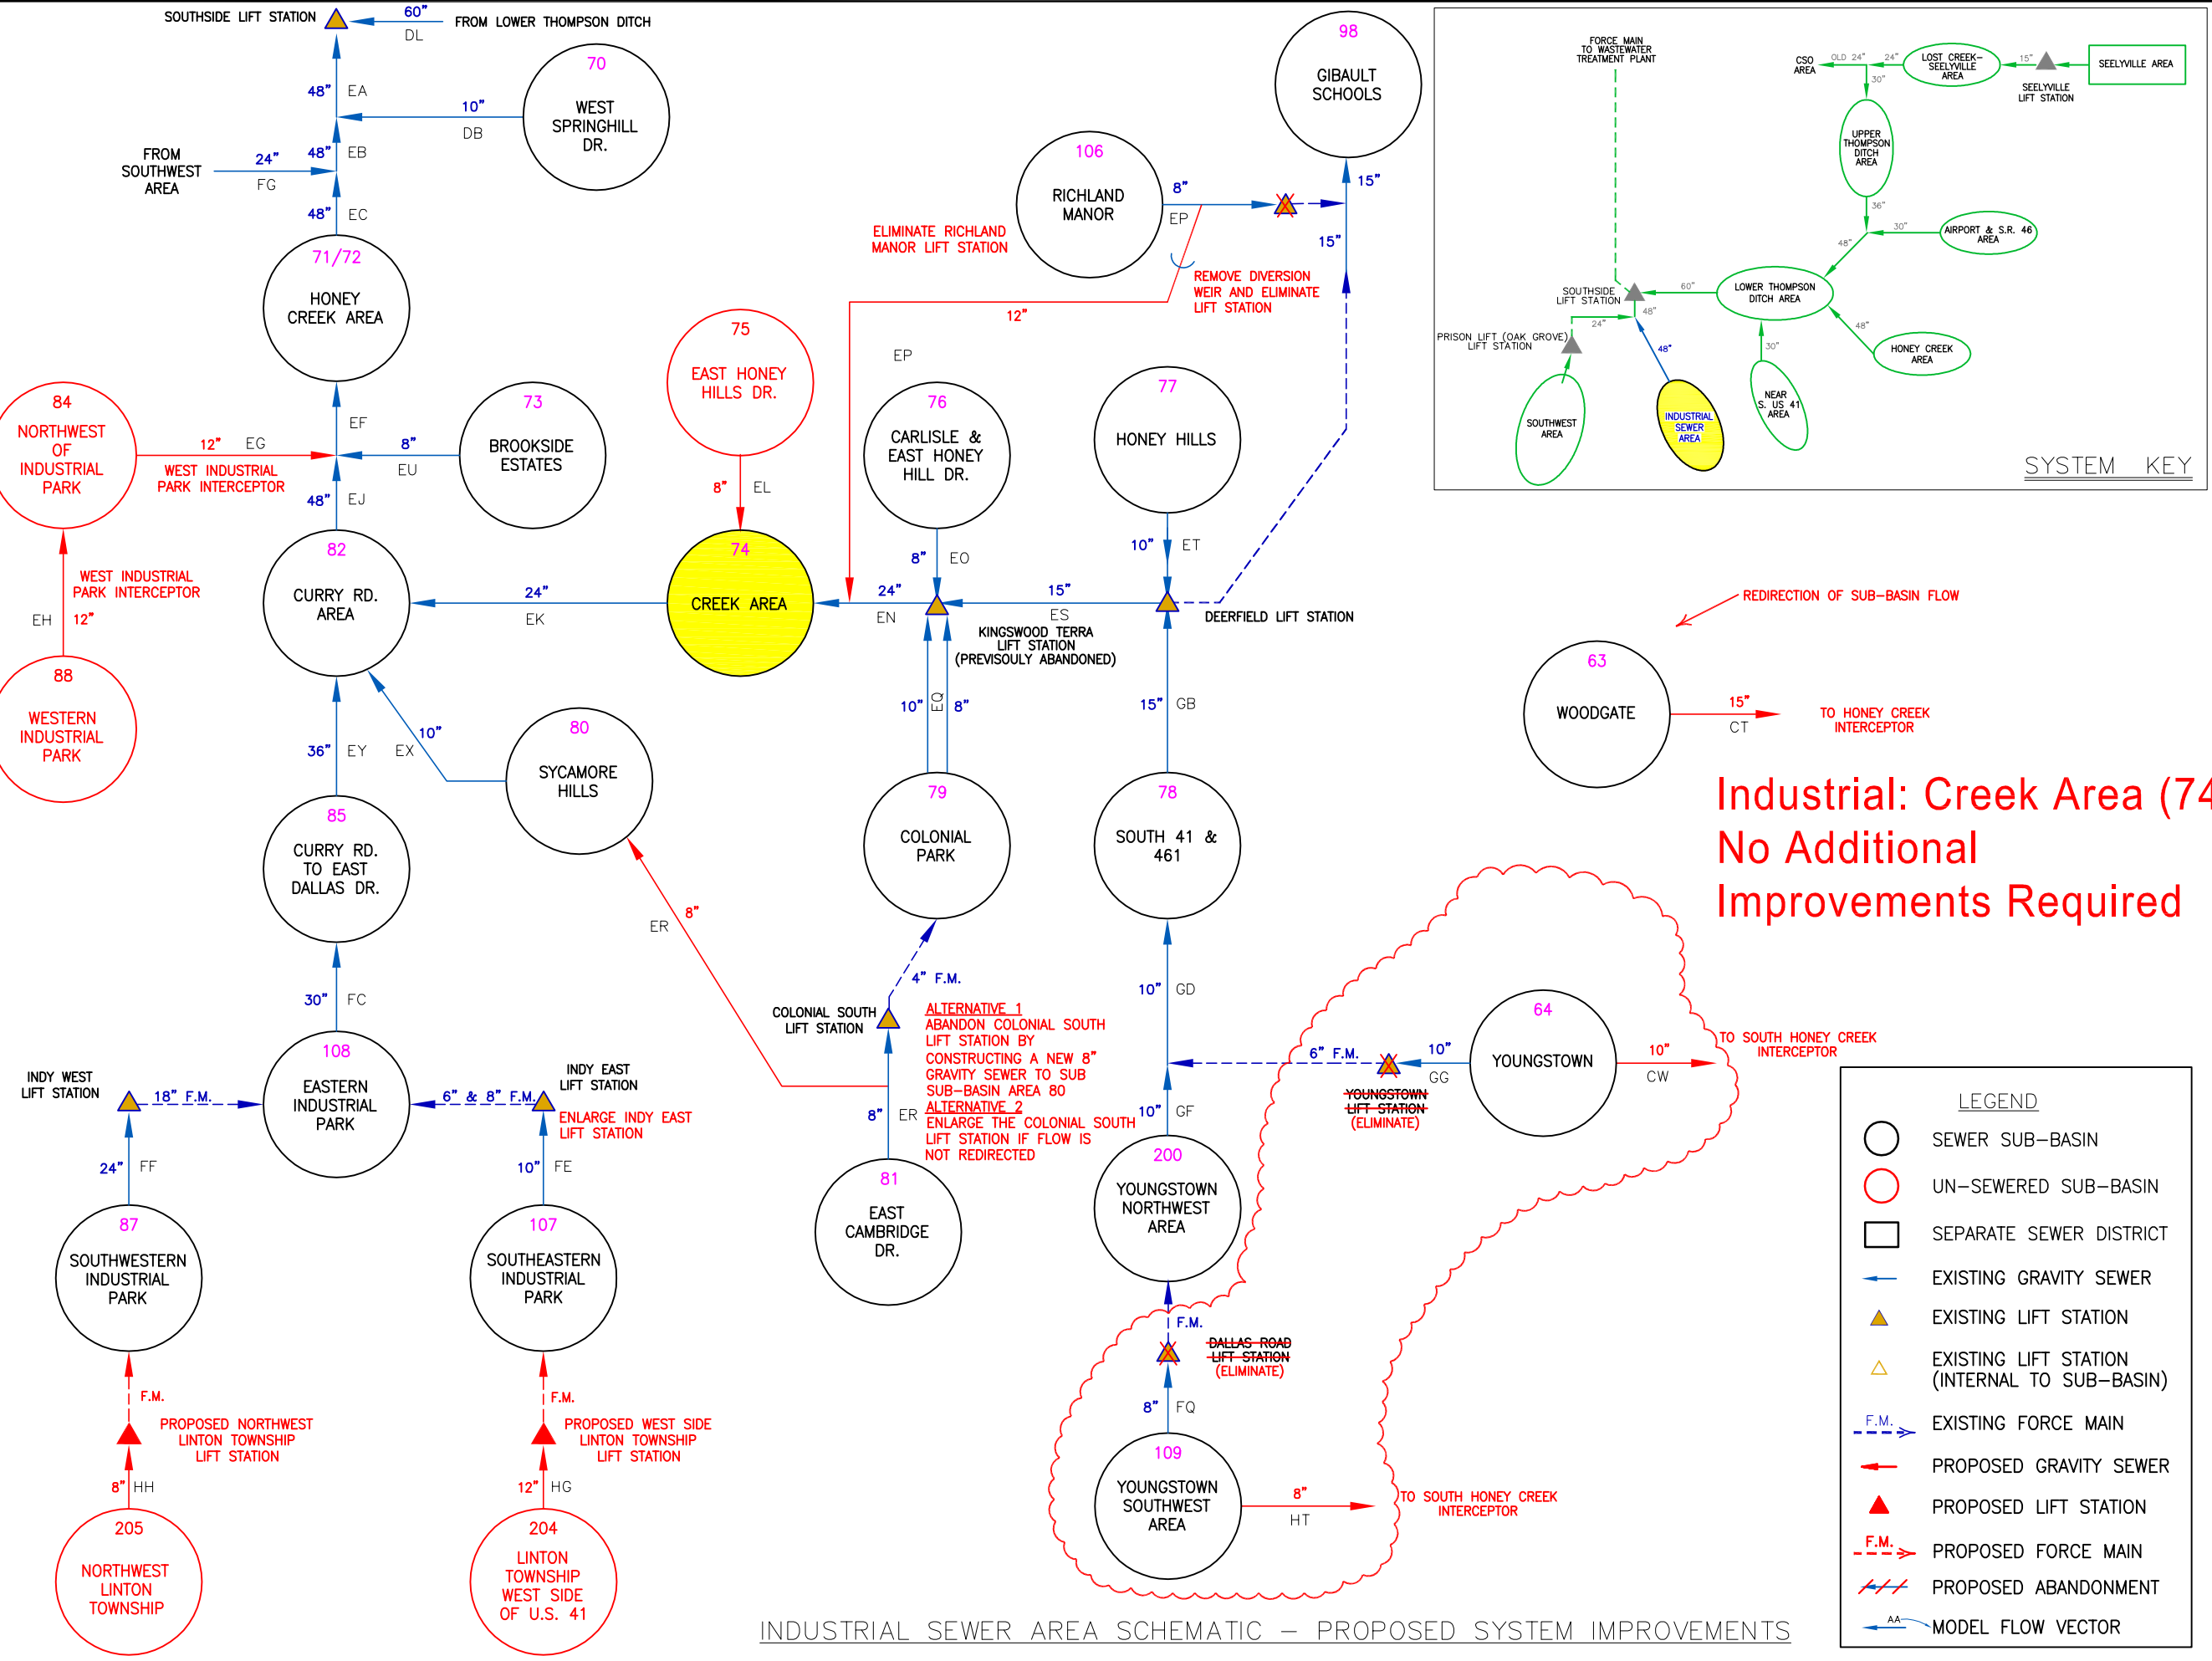 SOUTHSIDE LIFT STATION
60"
DL
FROM LOWER THOMPSON DITCH
48"
EA
70
WEST
SPRINGHILL
DR.
10"
DB
48"
EB
FROM
SOUTHWEST
AREA
24"
FG
48"
EC
71/72
HONEY
CREEK AREA
98
GIBAULT
SCHOOLS
106
RICHLAND
MANOR
8"
EP
15"
15"
ELIMINATE RICHLAND
MANOR LIFT STATION
REMOVE DIVERSION
WEIR AND ELIMINATE
LIFT STATION
12"
EP
84
NORTHWEST
OF
INDUSTRIAL
PARK
12"
EG
WEST INDUSTRIAL
PARK INTERCEPTOR
EF
8"
EU
73
BROOKSIDE
ESTATES
75
EAST HONEY
HILLS DR.
8"
EL
76
CARLISLE &
EAST HONEY
HILL DR.
77
HONEY HILLS
48"
EJ
82
CURRY RD.
AREA
24"
EK
74
CREEK AREA
24"
EN
8"
EO
15"
ES
10"
ET
DEERFIELD LIFT STATION
KINGSWOOD TERRA
LIFT STATION
(PREVISOULY ABANDONED)
WEST INDUSTRIAL
PARK INTERCEPTOR
EH
12"
88
WESTERN
INDUSTRIAL
PARK
36"
EY
EX
10"
80
SYCAMORE
HILLS
10"
EQ
8"
15"
GB
85
CURRY RD.
TO EAST
DALLAS DR.
79
COLONIAL
PARK
78
SOUTH 41 &
461
ER
8"
4" F.M.
COLONIAL SOUTH
LIFT STATION
ALTERNATIVE 1
ABANDON COLONIAL SOUTH
LIFT STATION BY
CONSTRUCTING A NEW 8"
GRAVITY SEWER TO SUB
SUB-BASIN AREA 80
ALTERNATIVE 2
ENLARGE THE COLONIAL SOUTH
LIFT STATION IF FLOW IS
NOT REDIRECTED
8"
ER
81
EAST
CAMBRIDGE
DR.
30"
FC
108
EASTERN
INDUSTRIAL
PARK
INDY WEST
LIFT STATION
18" F.M.
6" & 8" F.M.
INDY EAST
LIFT STATION
ENLARGE INDY EAST
LIFT STATION
24"
FF
10"
FE
87
SOUTHWESTERN
INDUSTRIAL
PARK
107
SOUTHEASTERN
INDUSTRIAL
PARK
F.M.
PROPOSED NORTHWEST
LINTON TOWNSHIP
LIFT STATION
F.M.
PROPOSED WEST SIDE
LINTON TOWNSHIP
LIFT STATION
8"
HH
12"
HG
205
NORTHWEST
LINTON
TOWNSHIP
204
LINTON
TOWNSHIP
WEST SIDE
OF U.S. 41
10"
GD
6" F.M.
10"
GG
64
YOUNGSTOWN
10"
CW
TO SOUTH HONEY CREEK
INTERCEPTOR
YOUNGSTOWN
LIFT STATION
(ELIMINATE)
10"
GF
200
YOUNGSTOWN
NORTHWEST
AREA
F.M.
DALLAS ROAD
LIFT STATION
(ELIMINATE)
8"
FQ
109
YOUNGSTOWN
SOUTHWEST
AREA
8"
HT
TO SOUTH HONEY CREEK
INTERCEPTOR
REDIRECTION OF SUB-BASIN FLOW
63
WOODGATE
15"
CT
TO HONEY CREEK
INTERCEPTOR
Industrial: Creek Area (74
No Additional
Improvements Required
FORCE MAIN
TO WASTEWATER
TREATMENT PLANT
CSO
AREA
OLD 24"
24"
LOST CREEK-
SEELYVILLE
AREA
15"
SEELYVILLE AREA
SEELYVILLE
LIFT STATION
30"
UPPER
THOMPSON
DITCH
AREA
36"
30"
AIRPORT & S.R. 46
AREA
48"
SOUTHSIDE
LIFT STATION
60"
LOWER THOMPSON
DITCH AREA
48"
24"
PRISON LIFT (OAK GROVE)
LIFT STATION
48"
30"
48"
HONEY CREEK
AREA
SOUTHWEST
AREA
INDUSTRIAL
SEWER
AREA
NEAR
S. US 41
AREA
SYSTEM KEY
LEGEND
SEWER SUB-BASIN
UN-SEWERED SUB-BASIN
SEPARATE SEWER DISTRICT
EXISTING GRAVITY SEWER
EXISTING LIFT STATION
EXISTING LIFT STATION
(INTERNAL TO SUB-BASIN)
F.M.
EXISTING FORCE MAIN
PROPOSED GRAVITY SEWER
PROPOSED LIFT STATION
F.M.
PROPOSED FORCE MAIN
PROPOSED ABANDONMENT
AA
MODEL FLOW VECTOR
INDUSTRIAL SEWER AREA SCHEMATIC - PROPOSED SYSTEM IMPROVEMENTS